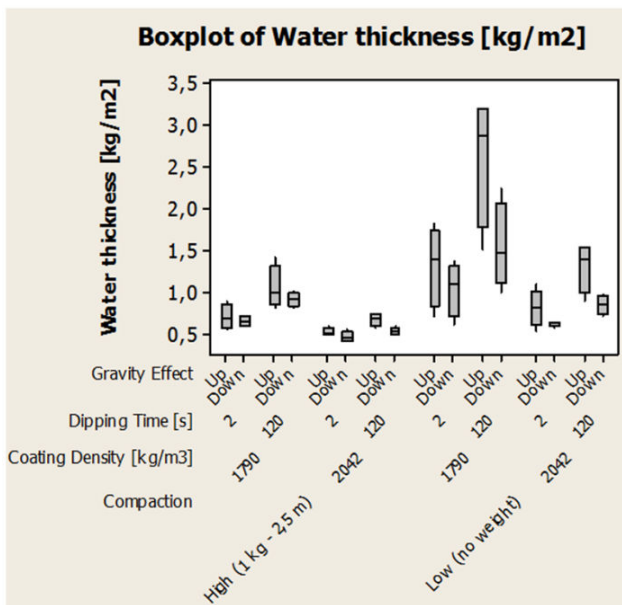 Boxplot of Water thickness [kg/m2]
Water thickness [kg/m2]
3,5
3,0
2,5
2,0
1,5
1,0
0,5
Gravity Effect Up Down Up Down Up Down Up Down Up Down Up Down Up Down Up Down
Dipping Time [s] 2 120 2 120 2 120 2 120
Coating Density [kg/m3] 1790 2042 1790 2042
Compaction High (1 kg - 2,5 m) Low (no weight)